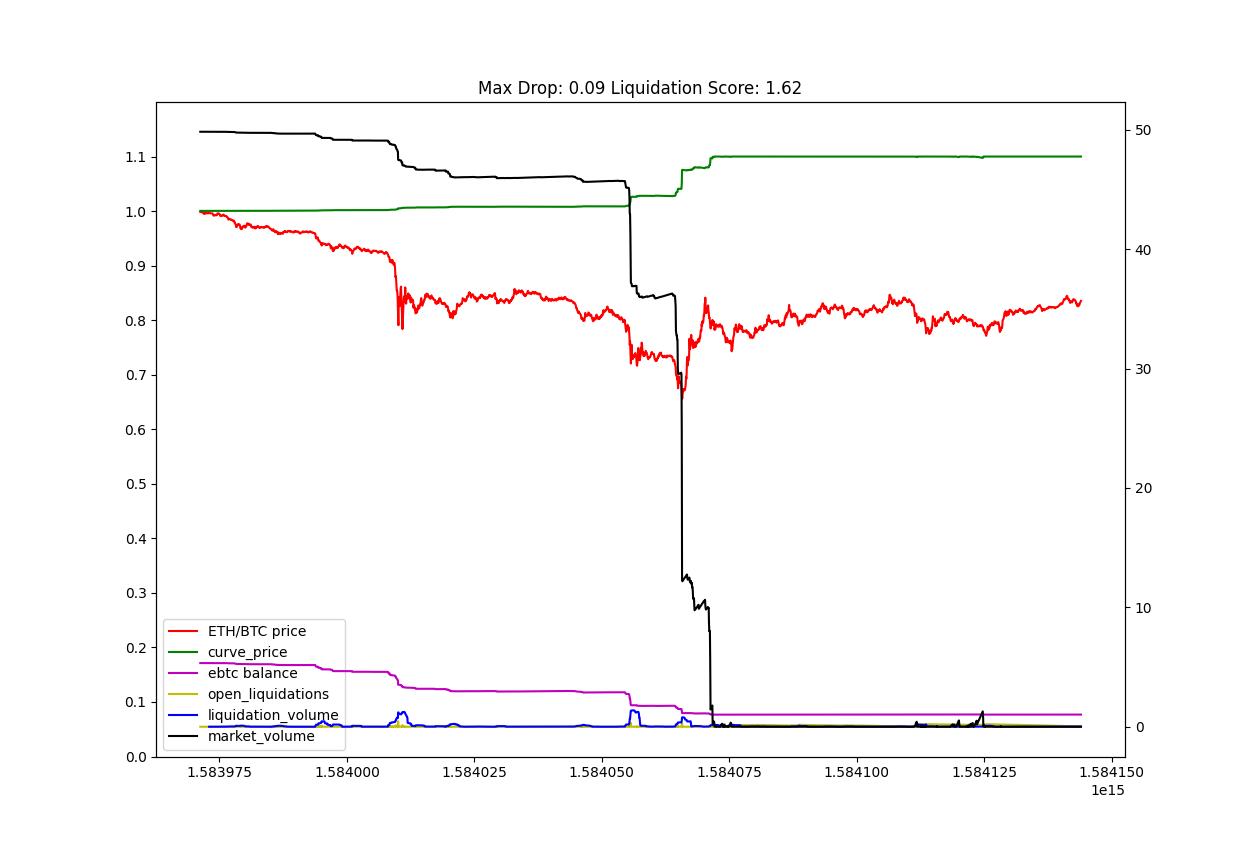 Max Drop: 0.09 Liquidation Score: 1.62
1.1
1.0
0.9
0.8
0.7
0.6
0.5
0.4
0.3
0.2
0.1
0.0
50
40
30
20
10
0
ETH/BTC price
curve_price
ebtc balance
open_liquidations
liquidation_volume
market_volume
1.583975 1.584000 1.584025 1.584050 1.584075 1.584100 1.584125 1.584150
1e15